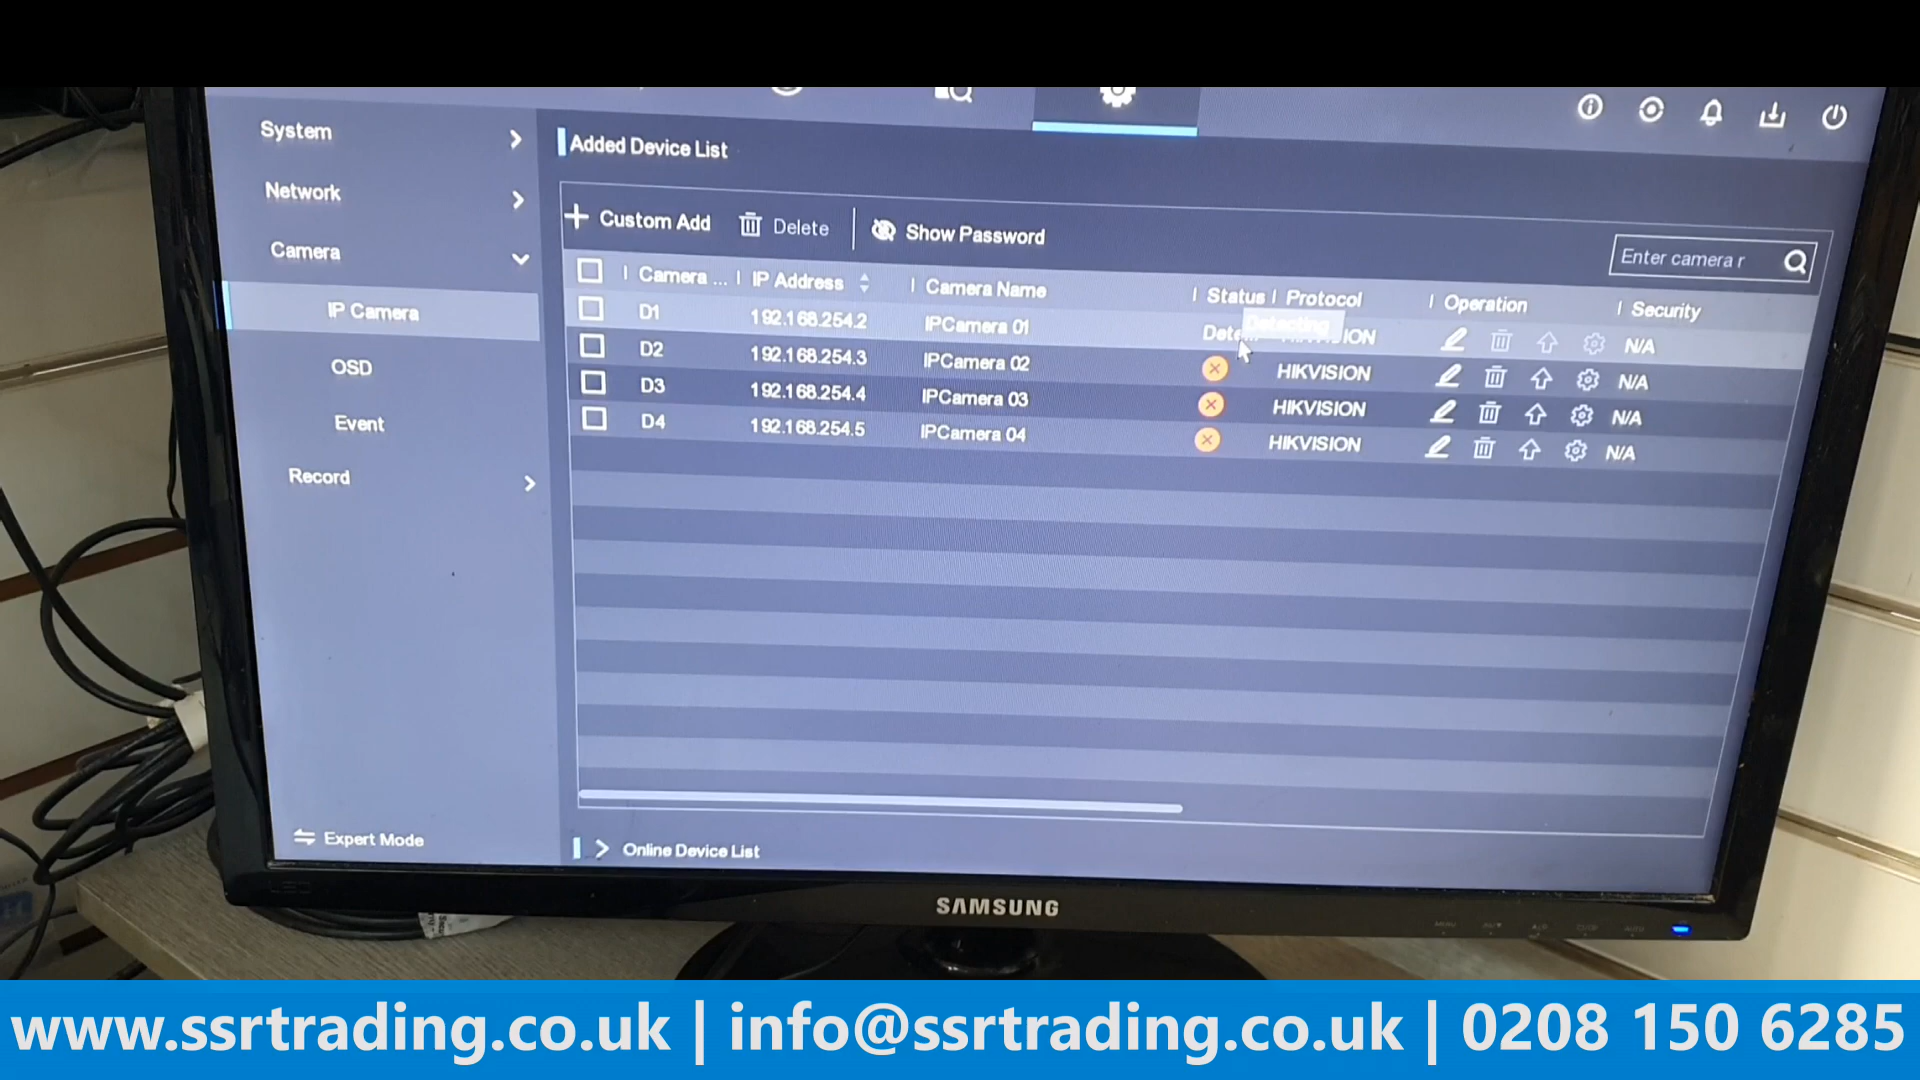 System
Network
Camera
IP Camera
OSD
Event
Record
Expert Mode
Added Device List
Custom Add Delete Show Password
Enter camera r
Camera ... IP Address Camera Name Status Protocol Operation Security
D1 192.168.254.2 IPCamera 01 N/A
Detecting
D2 192.168.254.3 IPCamera 02 HIKVISION N/A
D3 192.168.254.4 IPCamera 03 HIKVISION N/A
D4 192.168.254.5 IPCamera 04 HIKVISION N/A
Online Device List
SAMSUNG
www.ssrtrading.co.uk | info@ssrtrading.co.uk | 0208 150 6285